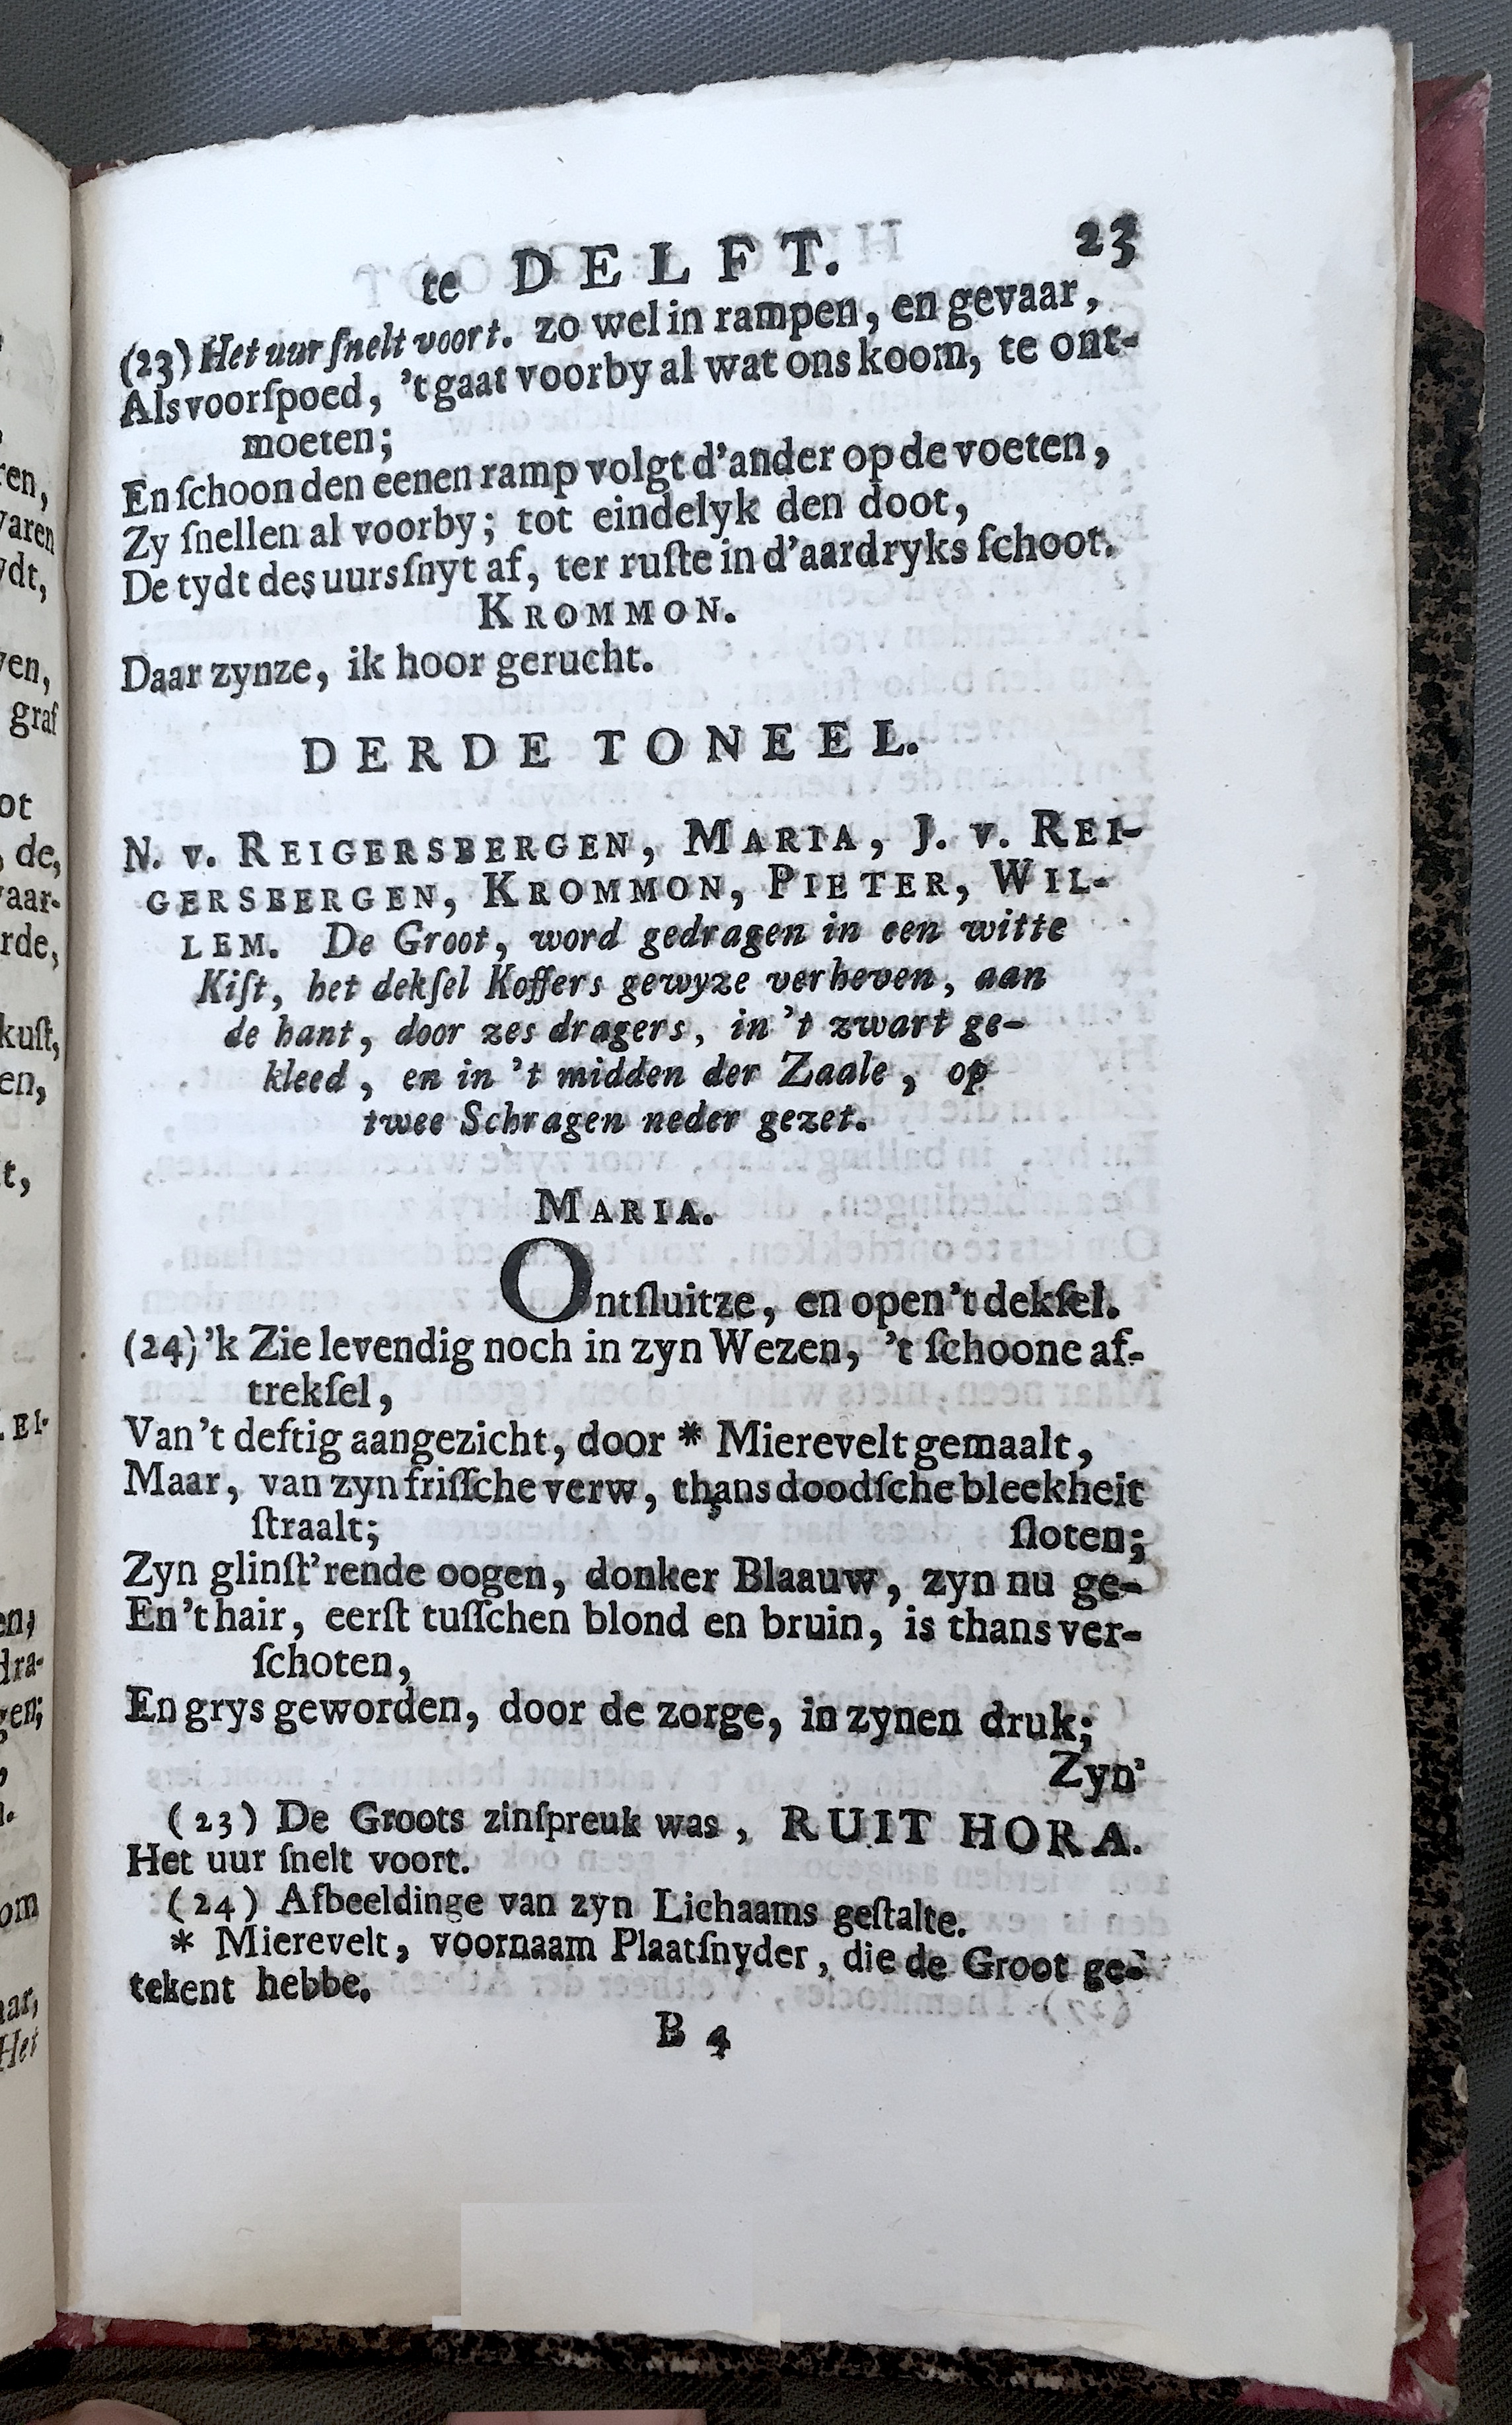 te DELFT. 23
(23) Het uur ſnelt voort. zo wel in rampen, en gevaar,
Als voorſpoed, 't gaat voorby al wat ons koom, te ont-
moeten;
En ſchoon den eenen ramp volgt d'ander op de voeten,
Zy ſnellen al voorby; tot eindelyk den doot,
De tydt des uurs ſnyt af, ter ruſte in d'aardryks ſchoot.
KROMMON.
Daar zynze, ik hoor gerucht.
DERDE TONEEL.
N. v. REIGERSBERGEN, MARIA, J. v. REI-
GERSBERGEN, KROMMON, PIETER, WIL-
LEM. De Groot, word gedragen in een witte
Kiſt, het dekſel Koffers gewyze verheven, aan
de hant, door zes dragers, in 't zwart ge-
kleed, en in 't midden der Zaale, op
twee Schragen neder gezet.
MARIA.
Ontſluitze, en open 't dekſel.
(24) 'k Zie levendig noch in zyn Wezen, 't ſchoone af-
trekſel,
Van 't deftig aangezicht, door * Mierevelt gemaalt,
Maar, van zyn friſſche verw, thans doodſche bleekheit
ſtraalt; ſloten;
Zyn glinſt'rende oogen, donker Blaauw, zyn nu ge-
En 't hair, eerſt tuſſchen blond en bruin, is thans ver-
ſchoten,
En grys geworden, door de zorge, in zynen druk;
Zyn'
(23) De Groots zinſpreuk was, RUIT HORA.
Het uur ſnelt voort.
(24) Afbeeldinge van zyn Lichaams geſtalte.
* Mierevelt, voornaam Plaatſnyder, die de Groot ge-
tekent hebbe.
B 4